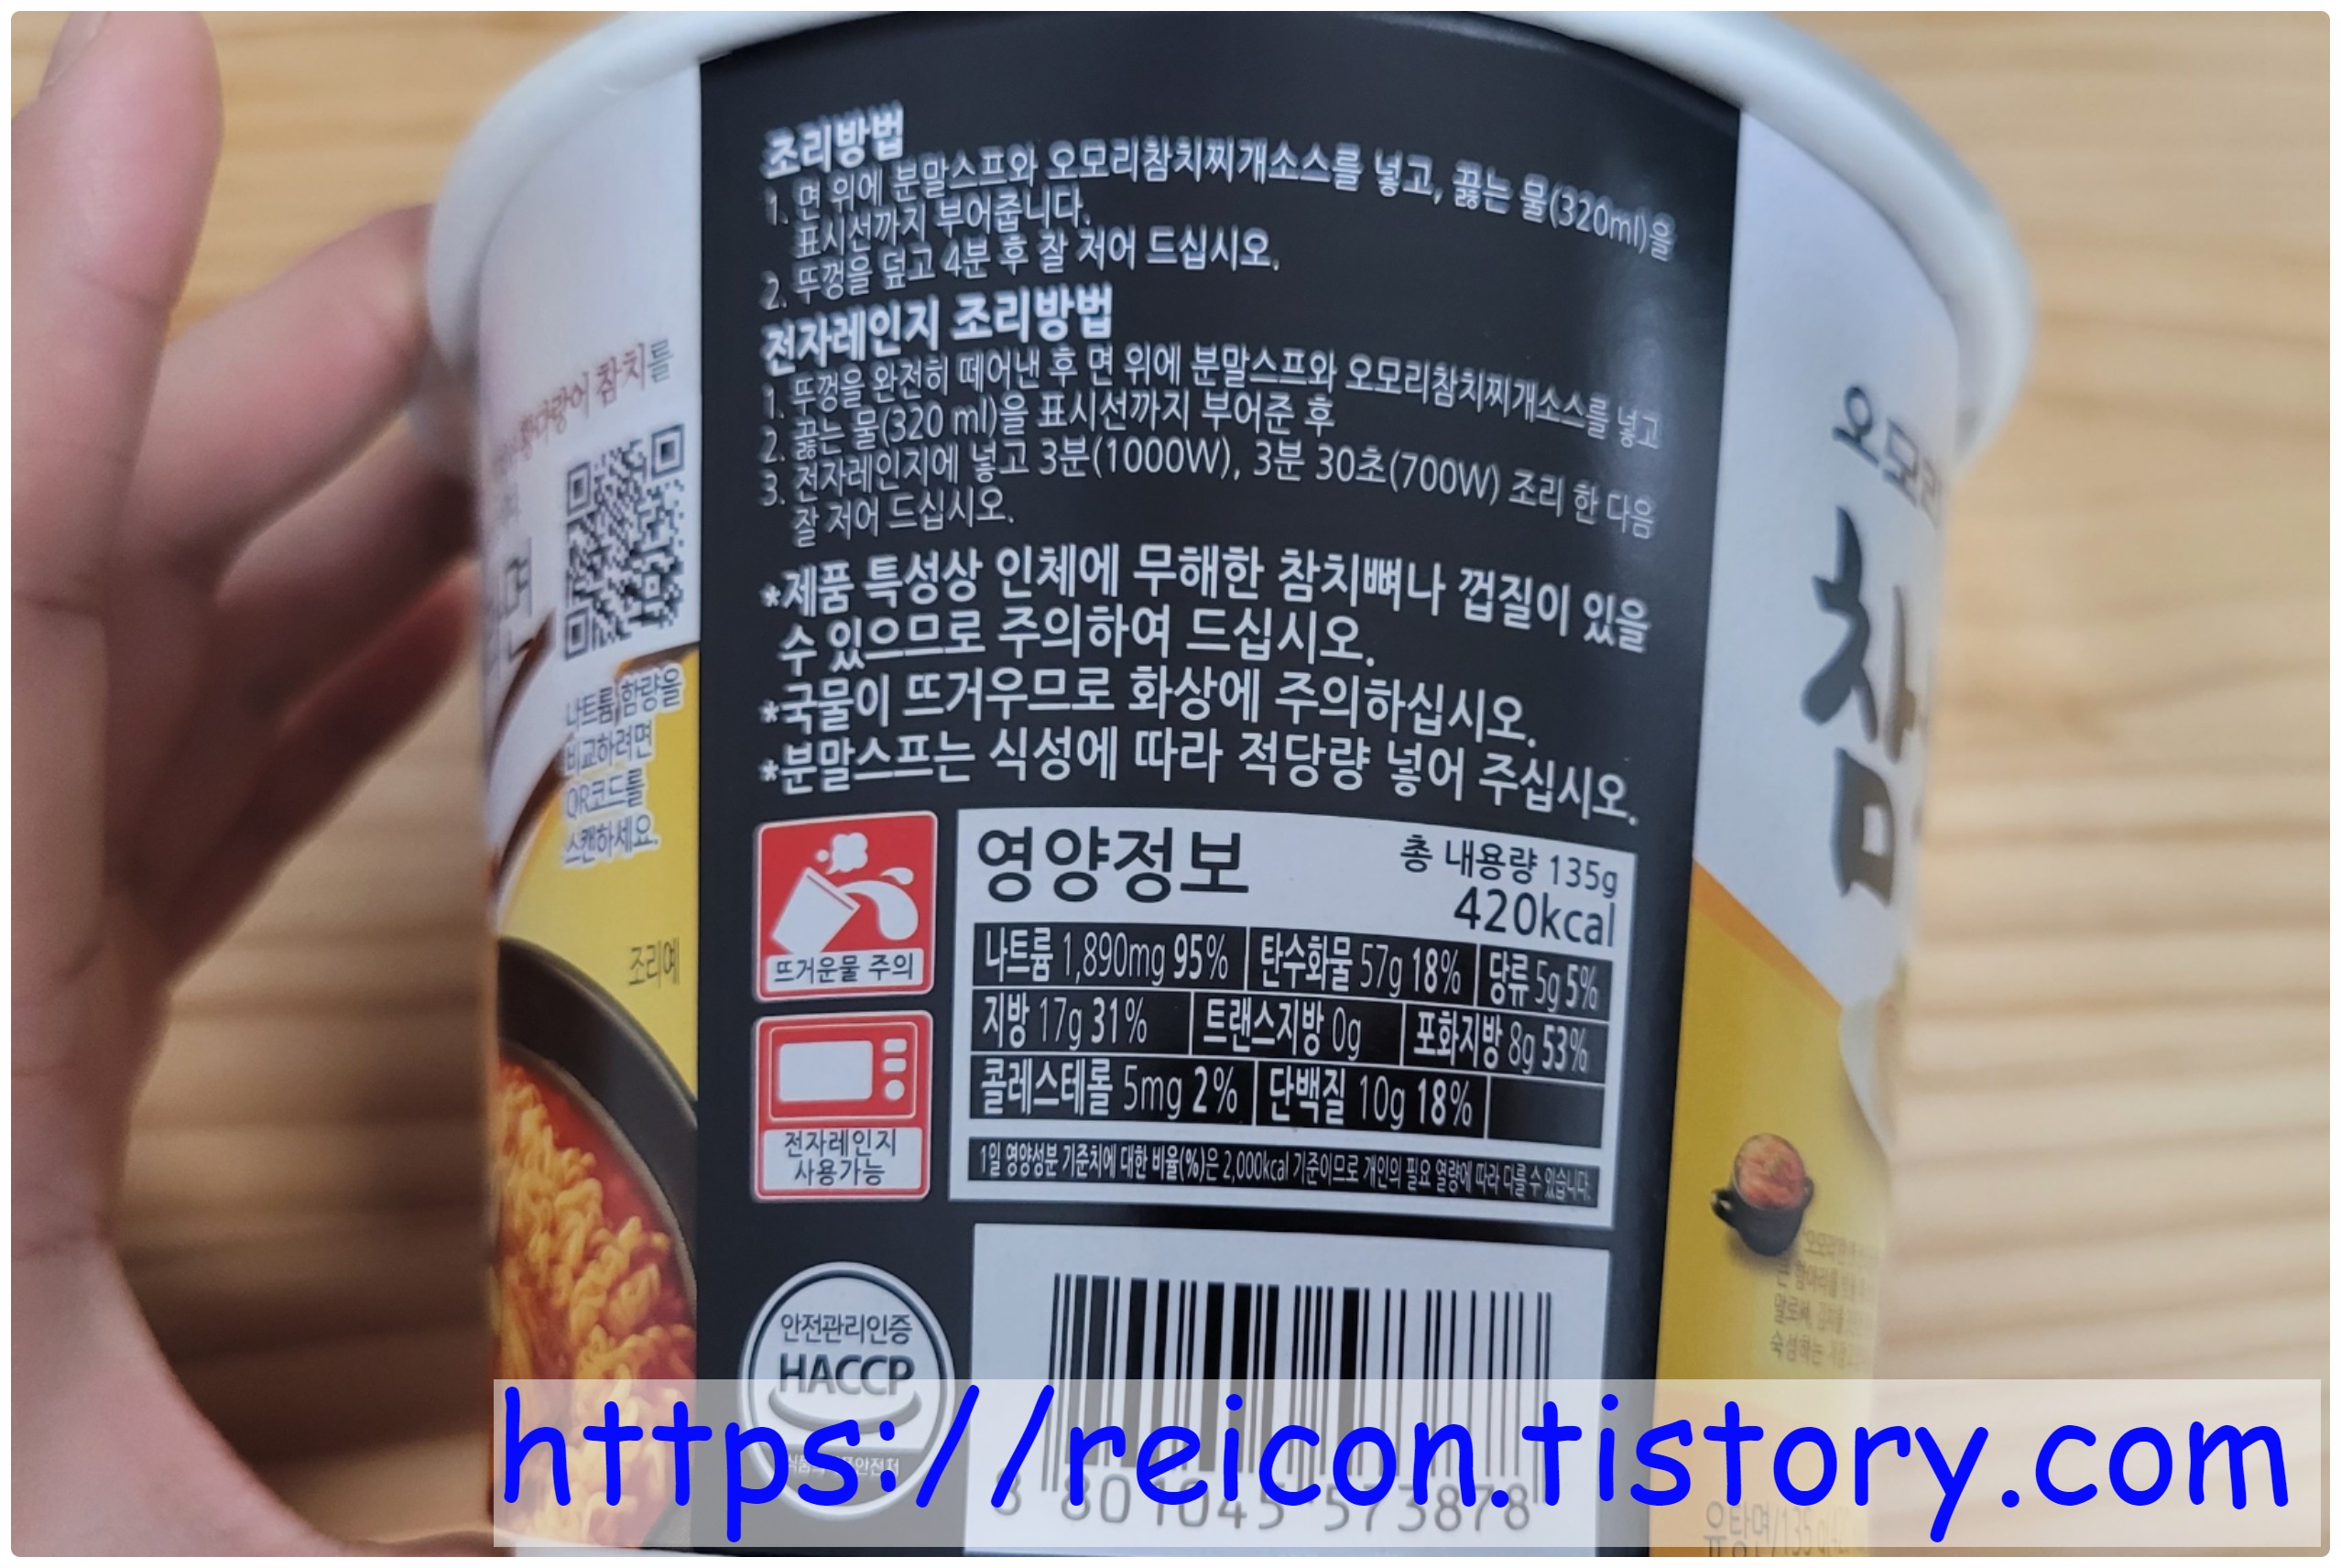 조리방법
1. 면 위에 분말스프와 오모리참치찌개소스를 넣고, 끓는 물(320ml)을
표시선까지 부어줍니다.
2. 뚜껑을 덮고 4분 후 잘 저어 드십시오.
전자레인지 조리방법
1. 뚜껑을 완전히 떼어낸 후 면 위에 분말스프와 오모리참치찌개소스를 넣고
2. 끓는 물(320 ml)을 표시선까지 부어준 후
3. 전자레인지에 넣고 3분(1000W), 3분 30초(700W) 조리 한 다음
잘 저어 드십시오.
*제품 특성상 인체에 무해한 참치뼈나 껍질이 있을
수 있으므로 주의하여 드십시오.
*국물이 뜨거우므로 화상에 주의하십시오.
*분말스프는 식성에 따라 적당량 넣어 주십시오.
뜨거운물 주의
전자레인지
사용가능
영양정보
총 내용량 135g
420kcal
나트륨 1,890mg 95% 탄수화물 57g 18% 당류 5g 5%
지방 17g 31% 트랜스지방 0g 포화지방 8g 53%
콜레스테롤 5mg 2% 단백질 10g 18%
1일 영양성분 기준치에 대한 비율(%)은 2,000kcal 기준이므로 개인의 필요 열량에 따라 다를 수 있습니다.
안전관리인증
HACCP
8 801045 573878
참치를
나트륨 함량을
비교하려면
QR코드를
스캔하세요.
조리예
오모리
참
https://reicon.tistory.com